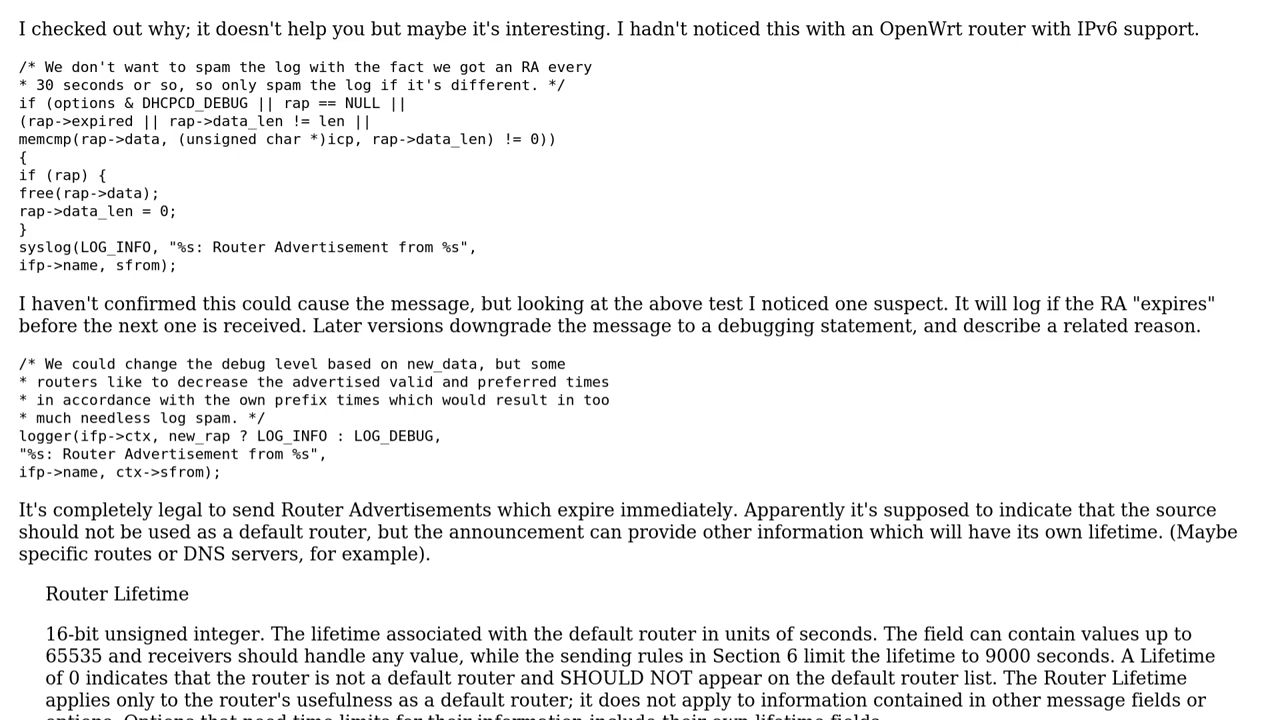 I checked out why; it doesn't help you but maybe it's interesting. I hadn't noticed this with an OpenWrt router with IPv6 support.
/* We don't want to spam the log with the fact we got an RA every
* 30 seconds or so, so only spam the log if it's different. */
if (options & DHCPCD_DEBUG || rap == NULL ||
(rap->expired || rap->data_len != len ||
memcmp(rap->data, (unsigned char *)icp, rap->data_len) != 0))
{
if (rap) {
free(rap->data);
rap->data_len = 0;
}
syslog(LOG_INFO, "%s: Router Advertisement from %s",
ifp->name, sfrom);
I haven't confirmed this could cause the message, but looking at the above test I noticed one suspect. It will log if the RA "expires"
before the next one is received. Later versions downgrade the message to a debugging statement, and describe a related reason.
/* We could change the debug level based on new_data, but some
* routers like to decrease the advertised valid and preferred times
* in accordance with the own prefix times which would result in too
* much needless log spam. */
logger(ifp->ctx, new_rap ? LOG_INFO : LOG_DEBUG,
"%s: Router Advertisement from %s",
ifp->name, ctx->sfrom);
It's completely legal to send Router Advertisements which expire immediately. Apparently it's supposed to indicate that the source
should not be used as a default router, but the announcement can provide other information which will have its own lifetime. (Maybe
specific routes or DNS servers, for example).
Router Lifetime
16-bit unsigned integer. The lifetime associated with the default router in units of seconds. The field can contain values up to
65535 and receivers should handle any value, while the sending rules in Section 6 limit the lifetime to 9000 seconds. A Lifetime
of 0 indicates that the router is not a default router and SHOULD NOT appear on the default router list. The Router Lifetime
applies only to the router's usefulness as a default router; it does not apply to information contained in other message fields or
options. Options that need time limits for their information include their own lifetime fields.